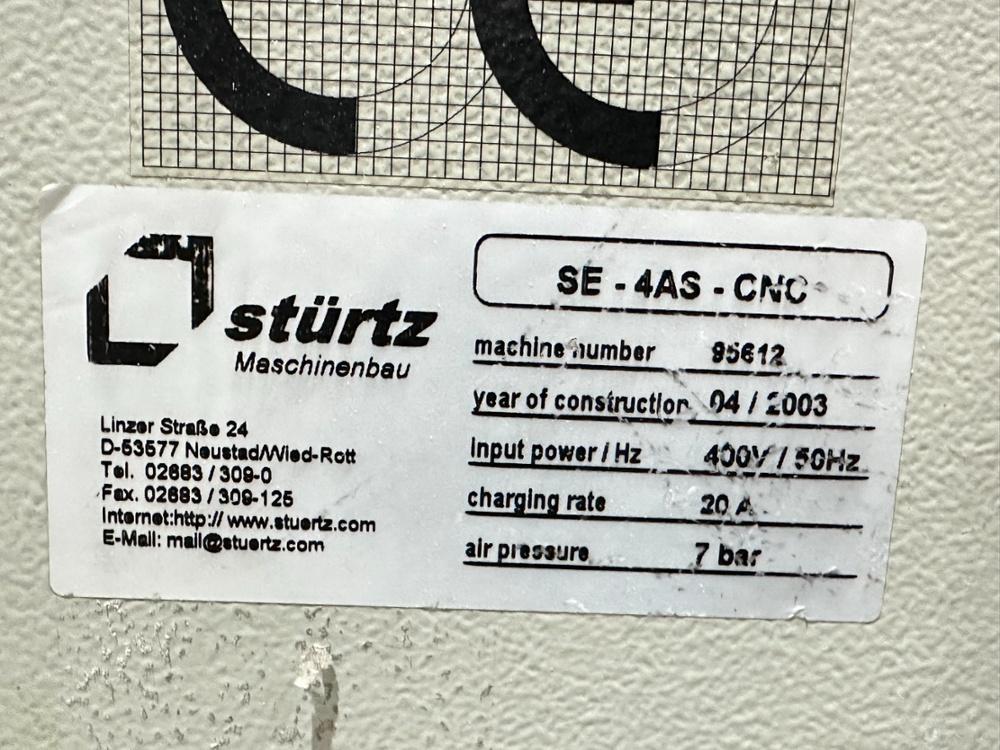 stürtz
Maschinenbau
Linzer Straße 24
D-53577 Neustad/Wied-Rott
Tel. 02683 / 309-0
Fax. 02683 / 309-125
Internet:http:// www.stuertz.com
E-Mail: mail@stuertz.com
SE - 4AS - CNC
machine number
year of construction 04 / 2003
Input power / Hz 400V / 50Hz
charging rate 20 A
air pressure 7 bar